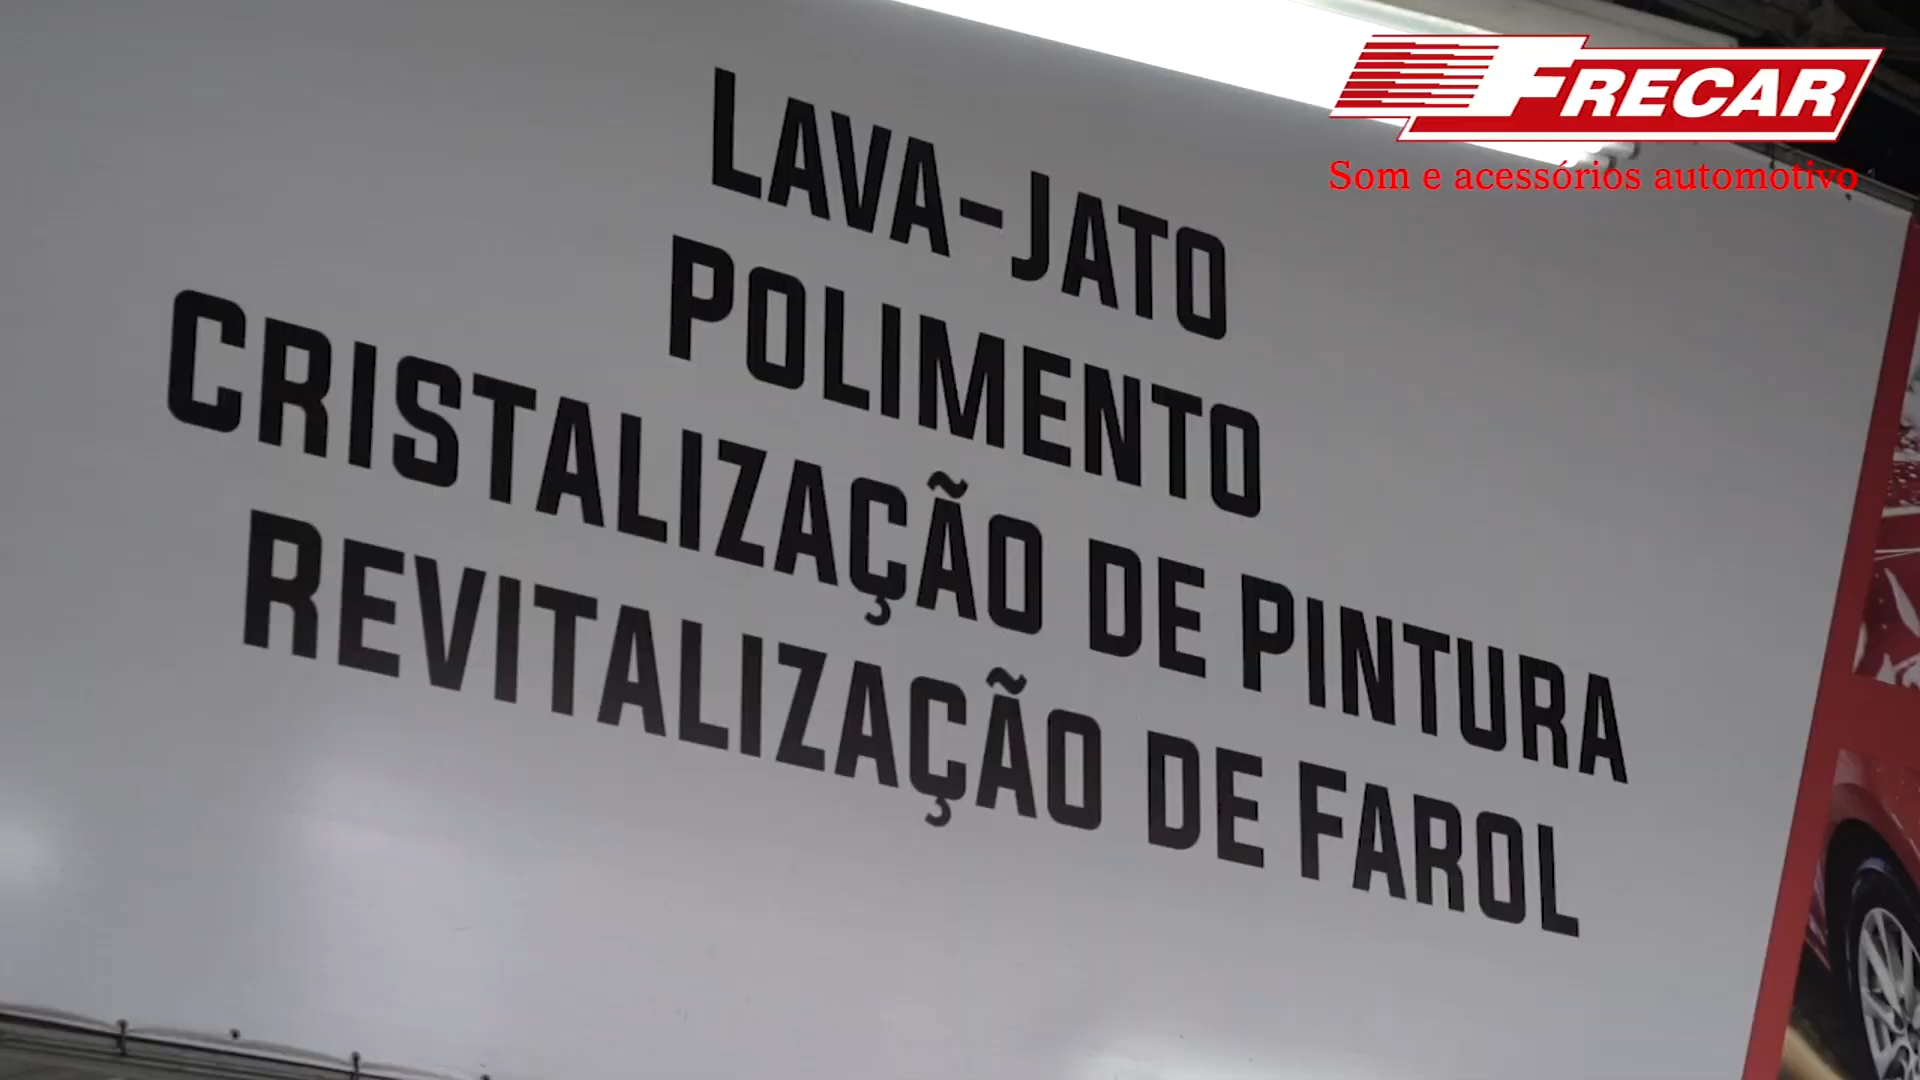 FRECAR
Som e acessórios automotivo
LAVA-JATO
POLIMENTO
CRISTALIZAÇÃO DE PINTURA
REVITALIZAÇÃO DE FAROL